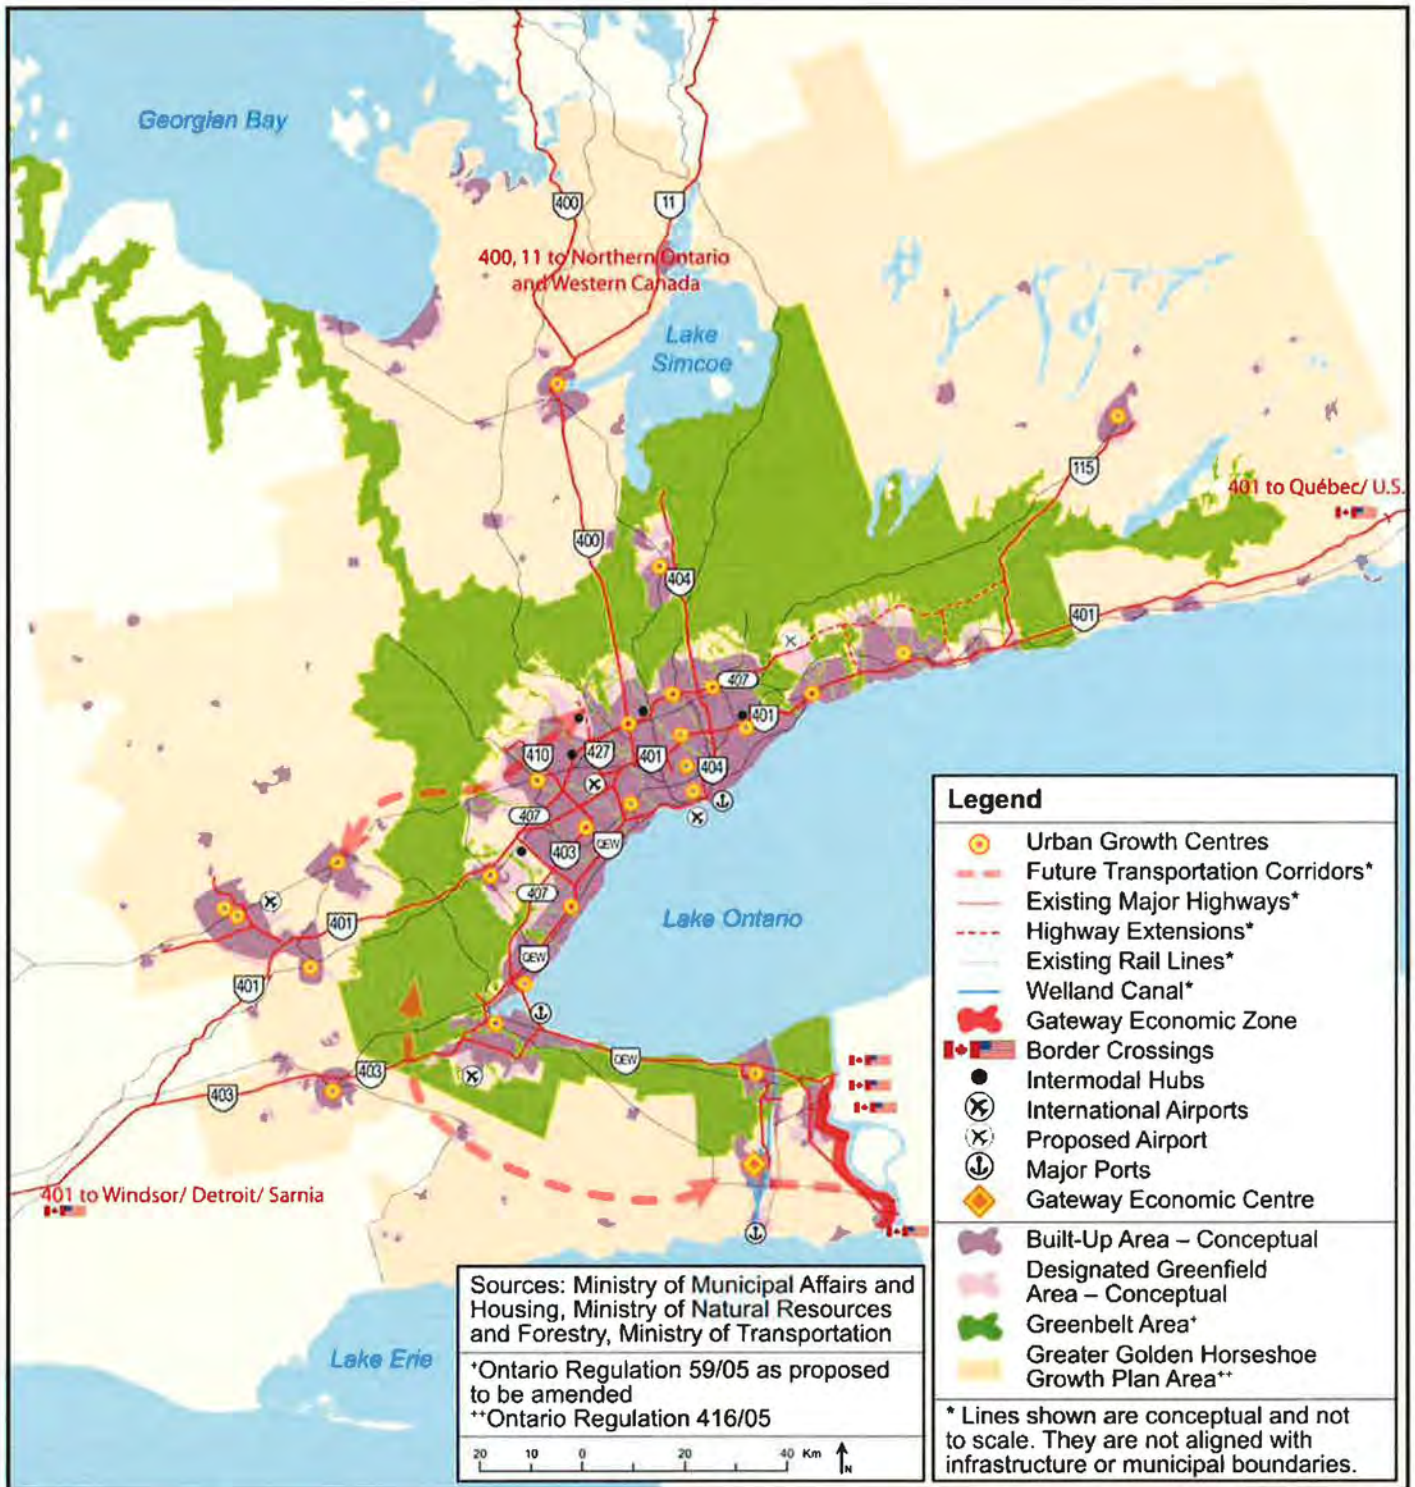 Georgian Bay
400
11
400, 11 to Northern Ontario
and Western Canada
Lake
Simcoe
115
401 to Québec/ U.S.
400
404
401
407
401
410
427
401
404
407
403
QEW
407
Lake Ontario
401
QEW
401
403
403
QEW
401 to Windsor/ Detroit/ Sarnia
Lake Erie
Sources: Ministry of Municipal Affairs and
Housing, Ministry of Natural Resources
and Forestry, Ministry of Transportation
+Ontario Regulation 59/05 as proposed
to be amended
++Ontario Regulation 416/05
20 10 0 20 40 Km
N
Legend
Urban Growth Centres
Future Transportation Corridors*
Existing Major Highways*
Highway Extensions*
Existing Rail Lines*
Welland Canal*
Gateway Economic Zone
Border Crossings
Intermodal Hubs
International Airports
Proposed Airport
Major Ports
Gateway Economic Centre
Built-Up Area – Conceptual
Designated Greenfield
Area – Conceptual
Greenbelt Area+
Greater Golden Horseshoe
Growth Plan Area++
* Lines shown are conceptual and not
to scale. They are not aligned with
infrastructure or municipal boundaries.